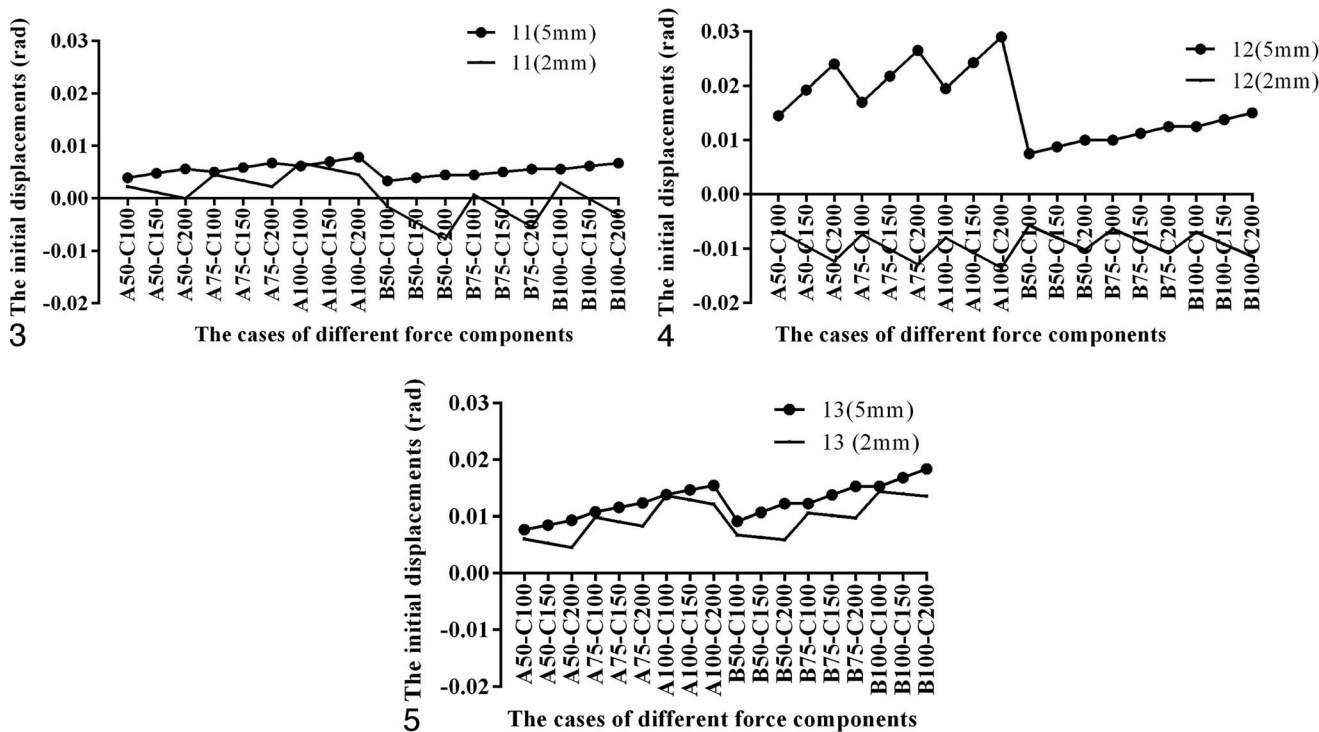 The initial displacements (rad)
0.03
0.02
0.01
0.00
-0.01
-0.02
11(5mm)
11(2mm)
A50-C100
A50-C150
A50-C200
A75-C100
A75-C150
A75-C200
A100-C100
A100-C150
A100-C200
B50-C100
B50-C150
B50-C200
B75-C100
B75-C150
B75-C200
B100-C100
B100-C150
B100-C200
The cases of different force components
3
The initial displacements (rad)
0.03
0.02
0.01
0.00
-0.01
-0.02
12(5mm)
12(2mm)
A50-C100
A50-C150
A50-C200
A75-C100
A75-C150
A75-C200
A100-C100
A100-C150
A100-C200
B50-C100
B50-C150
B50-C200
B75-C100
B75-C150
B75-C200
B100-C100
B100-C150
B100-C200
The cases of different force components
4
The initial displacements (rad)
0.03
0.02
0.01
0.00
-0.01
-0.02
13(5mm)
13 (2mm)
A50-C100
A50-C150
A50-C200
A75-C100
A75-C150
A75-C200
A100-C100
A100-C150
A100-C200
B50-C100
B50-C150
B50-C200
B75-C100
B75-C150
B75-C200
B100-C100
B100-C150
B100-C200
The cases of different force components
5